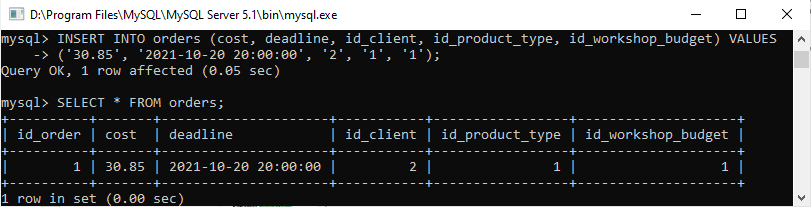 D:\Program Files\MySQL\MySQL Server 5.1\bin\mysql.exe
mysql> INSERT INTO orders (cost, deadline, id_client, id_product_type, id_workshop_budget) VALUES
    -> ('30.85', '2021-10-20 20:00:00', '2', '1', '1');
Query OK, 1 row affected (0.05 sec)

mysql> SELECT * FROM orders;
+----------+-------+---------------------+-----------+-----------------+--------------------+
| id_order | cost  | deadline            | id_client | id_product_type | id_workshop_budget |
+----------+-------+---------------------+-----------+-----------------+--------------------+
|        1 | 30.85 | 2021-10-20 20:00:00 |         2 |               1 |                  1 |
+----------+-------+---------------------+-----------+-----------------+--------------------+
1 row in set (0.00 sec)